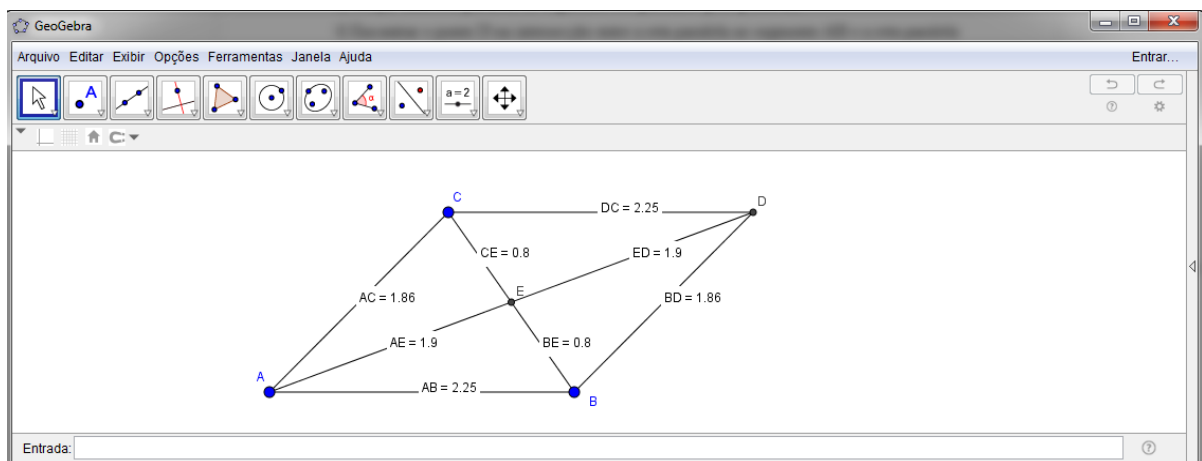 GeoGebra
Arquivo Editar Exibir Opções Ferramentas Janela Ajuda Entrar...
A α a = 2
C D
DC = 2.25
CE = 0.8 ED = 1.9
E
AC = 1.86 BD = 1.86
AE = 1.9 BE = 0.8
A
AB = 2.25
B
Entrada: